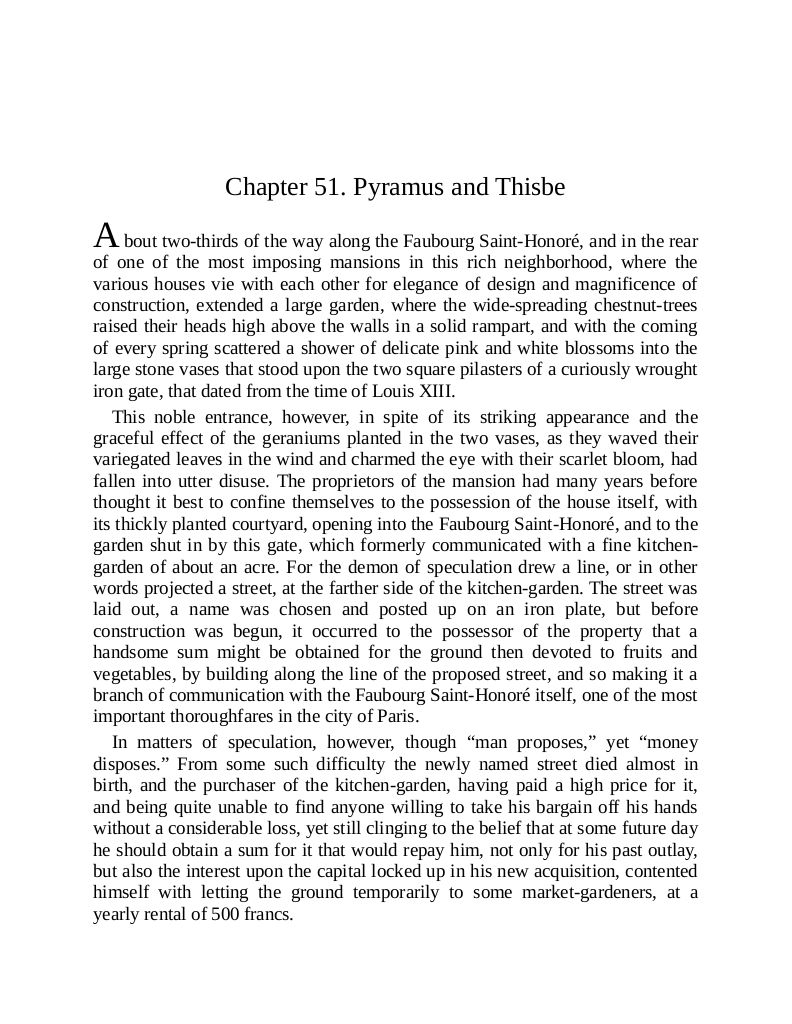 Chapter 51. Pyramus and Thisbe
About two-thirds of the way along the Faubourg Saint-Honoré, and in the rear
of one of the most imposing mansions in this rich neighborhood, where the
various houses vie with each other for elegance of design and magnificence of
construction, extended a large garden, where the wide-spreading chestnut-trees
raised their heads high above the walls in a solid rampart, and with the coming
of every spring scattered a shower of delicate pink and white blossoms into the
large stone vases that stood upon the two square pilasters of a curiously wrought
iron gate, that dated from the time of Louis XIII.
This noble entrance, however, in spite of its striking appearance and the
graceful effect of the geraniums planted in the two vases, as they waved their
variegated leaves in the wind and charmed the eye with their scarlet bloom, had
fallen into utter disuse. The proprietors of the mansion had many years before
thought it best to confine themselves to the possession of the house itself, with
its thickly planted courtyard, opening into the Faubourg Saint-Honoré, and to the
garden shut in by this gate, which formerly communicated with a fine kitchen-
garden of about an acre. For the demon of speculation drew a line, or in other
words projected a street, at the farther side of the kitchen-garden. The street was
laid out, a name was chosen and posted up on an iron plate, but before
construction was begun, it occurred to the possessor of the property that a
handsome sum might be obtained for the ground then devoted to fruits and
vegetables, by building along the line of the proposed street, and so making it a
branch of communication with the Faubourg Saint-Honoré itself, one of the most
important thoroughfares in the city of Paris.
In matters of speculation, however, though “man proposes,” yet “money
disposes.” From some such difficulty the newly named street died almost in
birth, and the purchaser of the kitchen-garden, having paid a high price for it,
and being quite unable to find anyone willing to take his bargain off his hands
without a considerable loss, yet still clinging to the belief that at some future day
he should obtain a sum for it that would repay him, not only for his past outlay,
but also the interest upon the capital locked up in his new acquisition, contented
himself with letting the ground temporarily to some market-gardeners, at a
yearly rental of 500 francs.